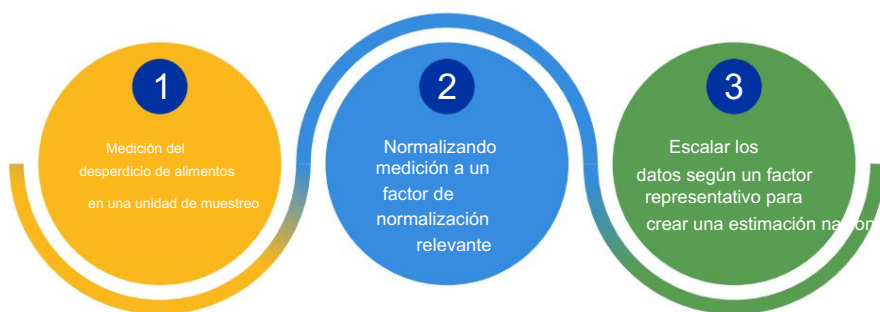 1
Medición del
desperdicio de alimentos
en una unidad de muestreo
2
Normalizando
medición a un
factor de
normalización
relevante
3
Escalar los
datos según un factor
representativo para
crear una estimación